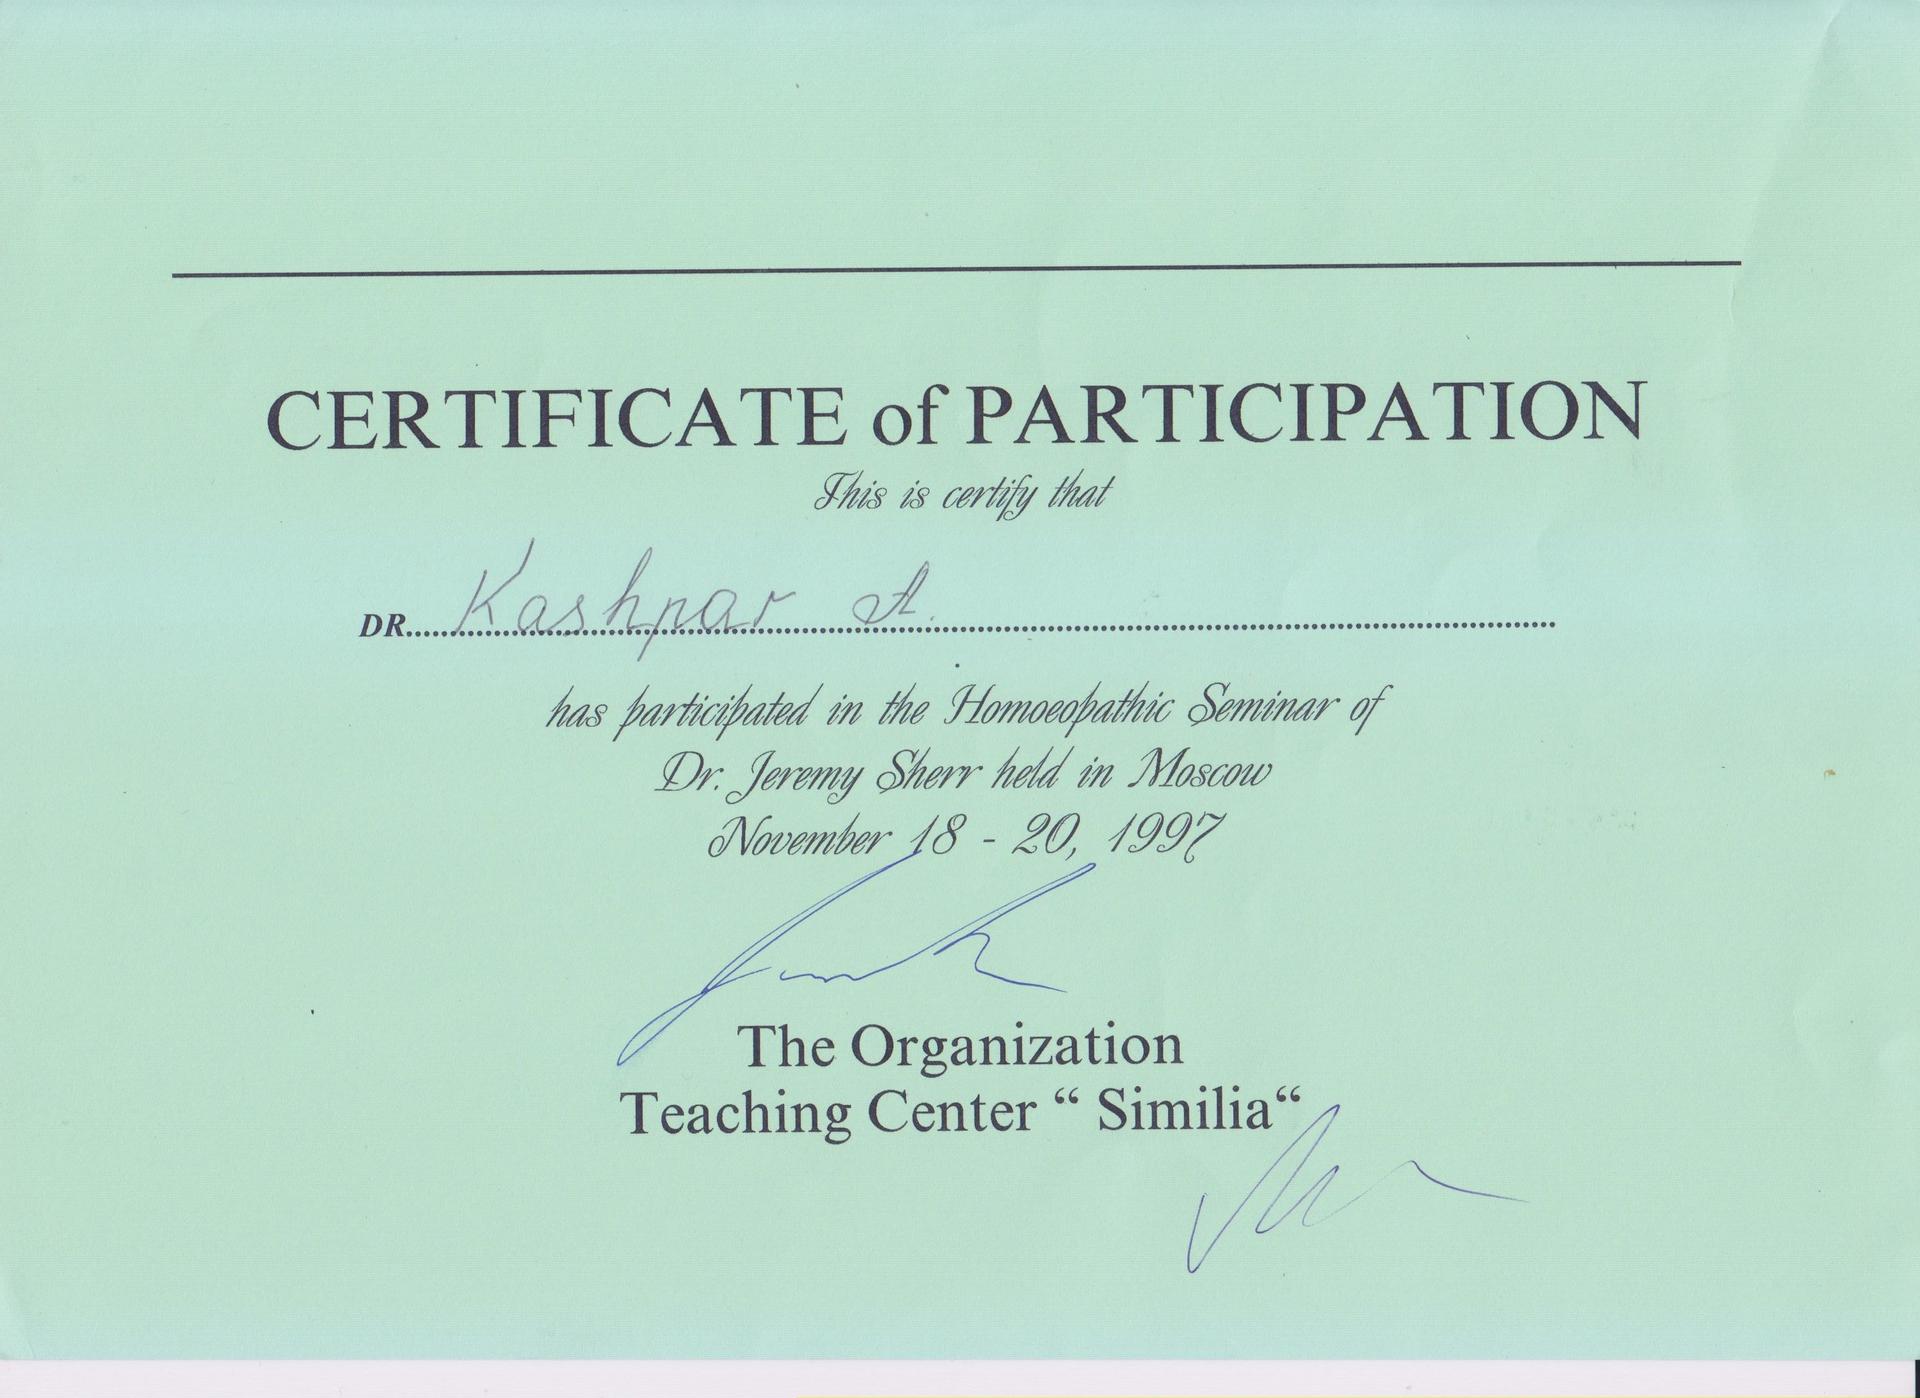 CERTIFICATE of PARTICIPATION
This is certify that
DR. Kashpar A.
has participated in the Homoeopathic Seminar of
Dr. Jeremy Sherr held in Moscow
November 18 - 20, 1997
The Organization
Teaching Center “ Similia“